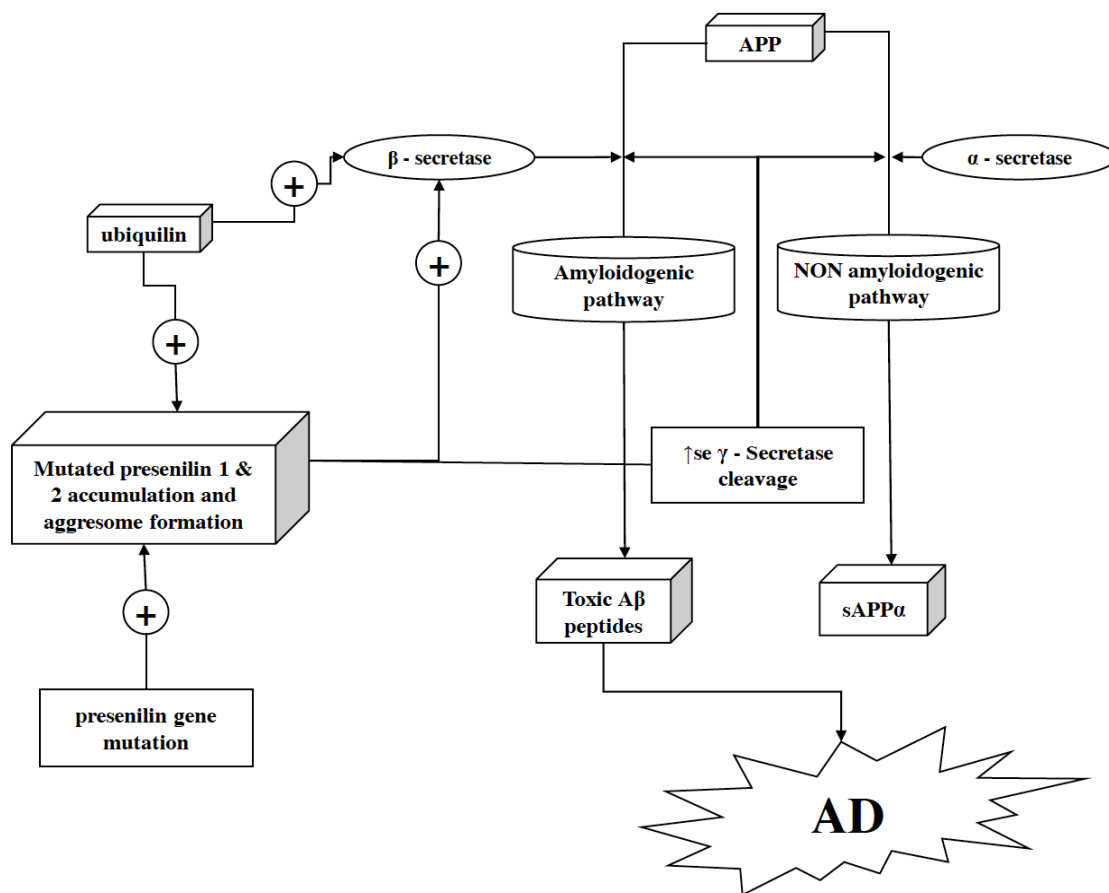 APP
β - secretase
α - secretase
+
ubiquilin
+
Amyloidogenic
pathway
NON amyloidogenic
pathway
+
Mutated presenilin 1 &
2 accumulation and
aggresome formation
↑se γ - Secretase
cleavage
Toxic Aβ
peptides
sAPPα
+
presenilin gene
mutation
AD